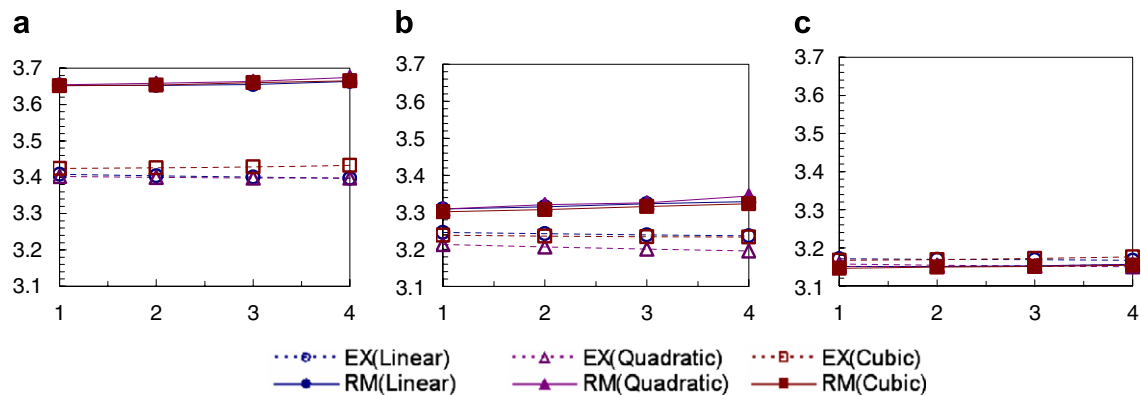 a b c
3.7 3.7 3.7
3.6 3.6 3.6
3.5 3.5 3.5
3.4 3.4 3.4
3.3 3.3 3.3
3.2 3.2 3.2
3.1 3.1 3.1
1 2 3 4 1 2 3 4 1 2 3 4
EX(Linear) EX(Quadratic) EX(Cubic)
RM(Linear) RM(Quadratic) RM(Cubic)